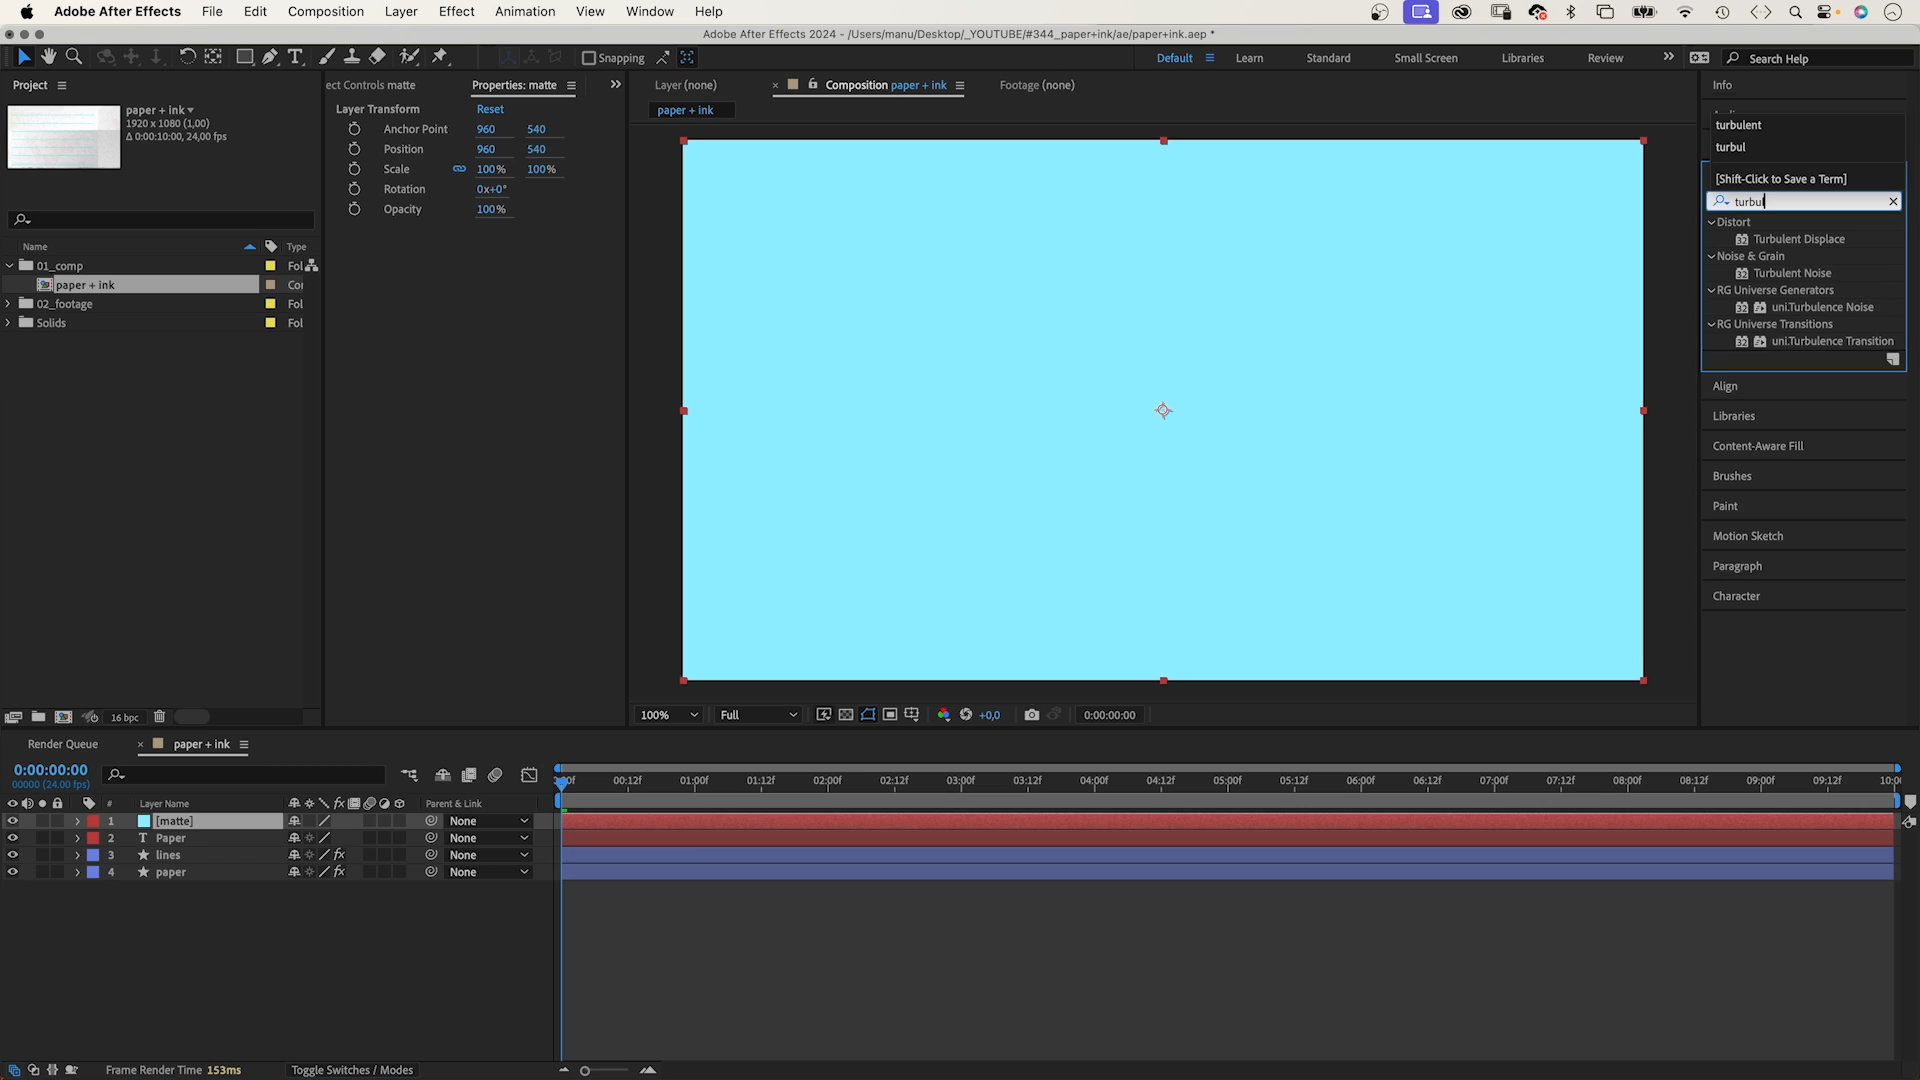 Adobe After Effects File Edit Composition Layer Effect Animation View Window Help
Adobe After Effects 2024 - /Users/manu/Desktop/_YOUTUBE/#344_paper+ink/ae/paper+ink.aep *
Snapping
Default Learn Standard Small Screen Libraries Review Search Help
Project
paper + ink
1920 x 1080 (1,00)
Δ 0:00:10:00, 24,00 fps
Name Type
01_comp Fol
paper + ink Cor
02_footage Fol
Solids Fol
16 bpc
ect Controls matte Properties: matte
Layer Transform Reset
Anchor Point 960 540
Position 960 540
Scale 100% 100%
Rotation 0x+0°
Opacity 100%
Layer (none) × Composition paper + ink Footage (none)
paper + ink
100% Full +0,0 0:00:00:00
Info
turbulent
turbul
[Shift-Click to Save a Term]
turbul
Distort
32 Turbulent Displace
Noise & Grain
32 Turbulent Noise
RG Universe Generators
32 uni.Turbulence Noise
RG Universe Transitions
32 uni.Turbulence Transition
Align
Libraries
Content-Aware Fill
Brushes
Paint
Motion Sketch
Paragraph
Character
Render Queue × paper + ink
0:00:00:00
00000 (24.00 fps)
00f 00:12f 01:00f 01:12f 02:00f 02:12f 03:00f 03:12f 04:00f 04:12f 05:00f 05:12f 06:00f 06:12f 07:00f 07:12f 08:00f 08:12f 09:00f 09:12f 10:0
# Layer Name fx Parent & Link
1 [matte] None
2 T Paper None
3 lines fx None
4 paper fx None
Frame Render Time 153ms Toggle Switches / Modes